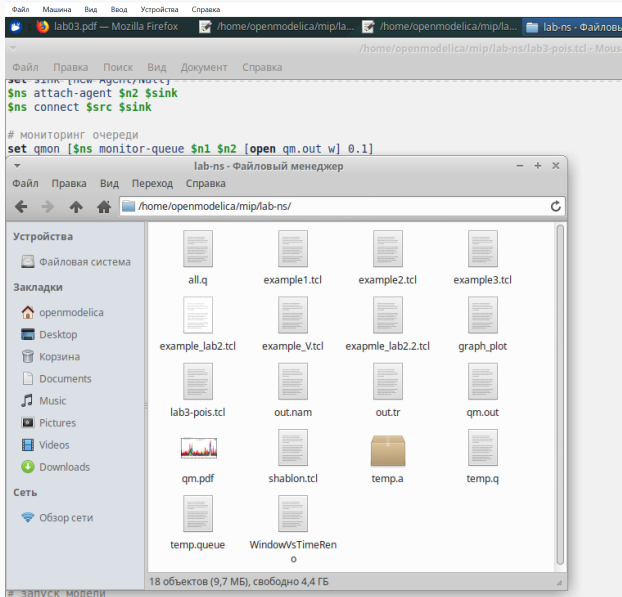 Файл Машина Вид Ввод Устройства Справка
lab03.pdf — Mozilla Firefox /home/openmodelica/mip/la... /home/openmodelica/mip/la... lab-ns - Файловы
/home/openmodelica/mip/lab-ns/lab3-pois.tcl - Mous
Файл Правка Поиск Вид Документ Справка
set sink [new Agent/Null]
$ns attach-agent $n2 $sink
$ns connect $src $sink
# мониторинг очереди
set qmon [$ns monitor-queue $n1 $n2 [open qm.out w] 0.1]
lab-ns - Файловый менеджер
Файл Правка Вид Переход Справка
/home/openmodelica/mip/lab-ns/
Устройства
Файловая система
Закладки
openmodelica
Desktop
Корзина
Documents
Music
Pictures
Videos
Downloads
Сеть
Обзор сети
all.q example1.tcl example2.tcl example3.tcl
example_lab2.tcl example_V.tcl exapmle_lab2.2.tcl graph_plot
lab3-pois.tcl out.nam out.tr qm.out
qm.pdf shablon.tcl temp.a temp.q
temp.queue WindowVsTimeRen
o
18 объектов (9,7 МБ), свободно 4,4 ГБ
# запуск модели